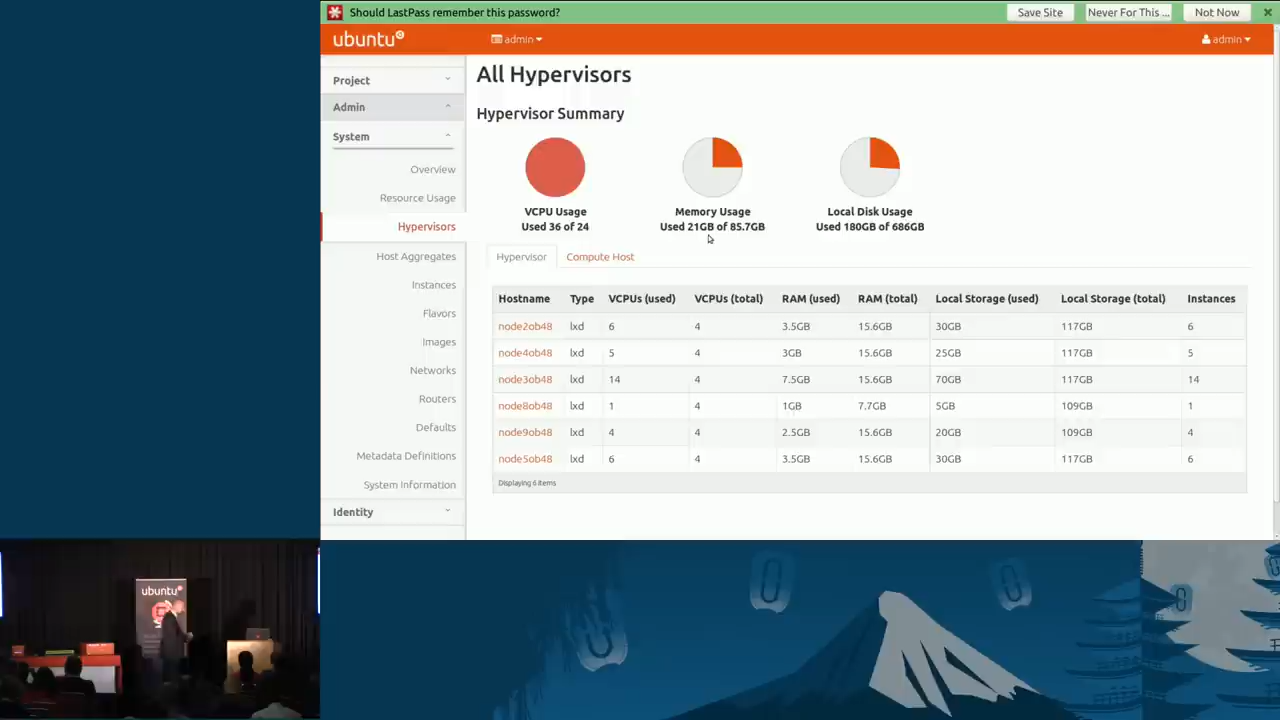 Should LastPass remember this password?
Save Site
Never For This ...
Not Now
ubuntu
admin
admin
Project
Admin
System
Overview
Resource Usage
Hypervisors
Host Aggregates
Instances
Flavors
Images
Networks
Routers
Defaults
Metadata Definitions
System Information
Identity
All Hypervisors
Hypervisor Summary
VCPU Usage
Used 36 of 24
Memory Usage
Used 21GB of 85.7GB
Local Disk Usage
Used 180GB of 686GB
Hypervisor
Compute Host
Hostname Type VCPUs (used) VCPUs (total) RAM (used) RAM (total) Local Storage (used) Local Storage (total) Instances
node2ob48 lxd 6 4 3.5GB 15.6GB 30GB 117GB 6
node4ob48 lxd 5 4 3GB 15.6GB 25GB 117GB 5
node3ob48 lxd 14 4 7.5GB 15.6GB 70GB 117GB 14
node8ob48 lxd 1 4 1GB 7.7GB 5GB 109GB 1
node9ob48 lxd 4 4 2.5GB 15.6GB 20GB 109GB 4
node5ob48 lxd 6 4 3.5GB 15.6GB 30GB 117GB 6
Displaying 6 items
ubuntu